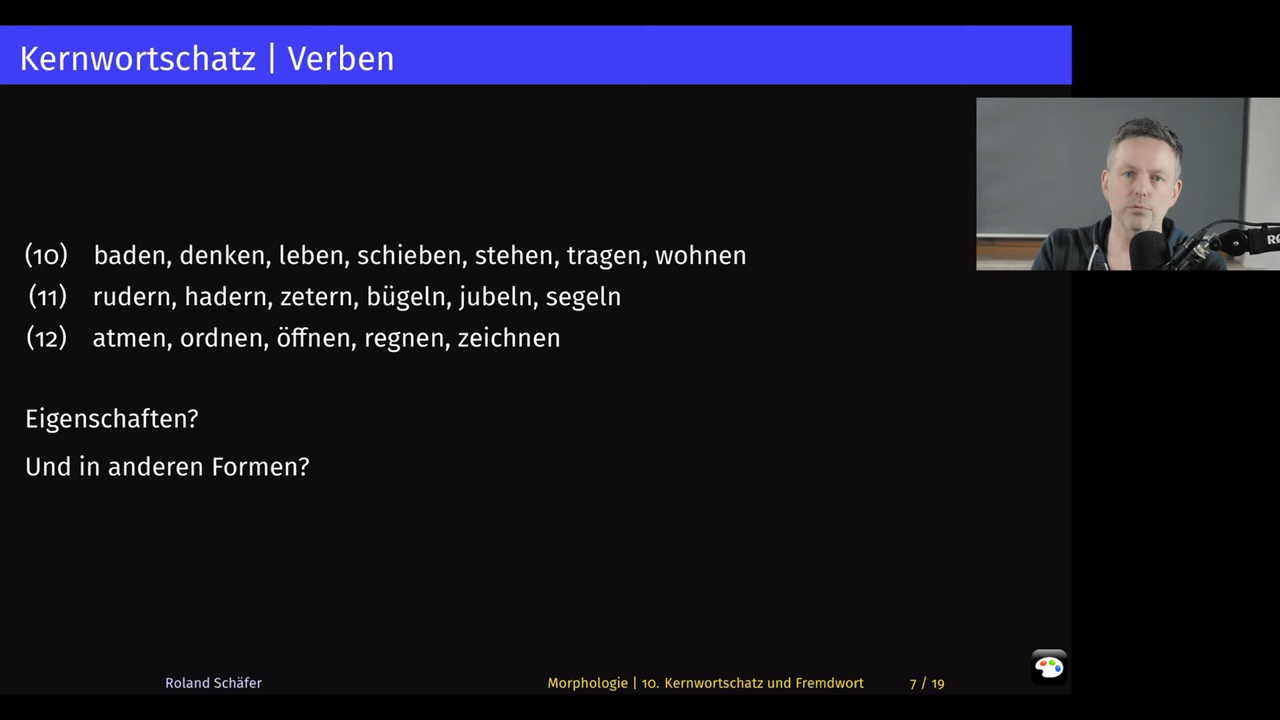 Kernwortschatz | Verben
(10) baden, denken, leben, schieben, stehen, tragen, wohnen
(11) rudern, hadern, zetern, bügeln, jubeln, segeln
(12) atmen, ordnen, öffnen, regnen, zeichnen
Eigenschaften?
Und in anderen Formen?
Roland Schäfer
Morphologie | 10. Kernwortschatz und Fremdwort
7 / 19